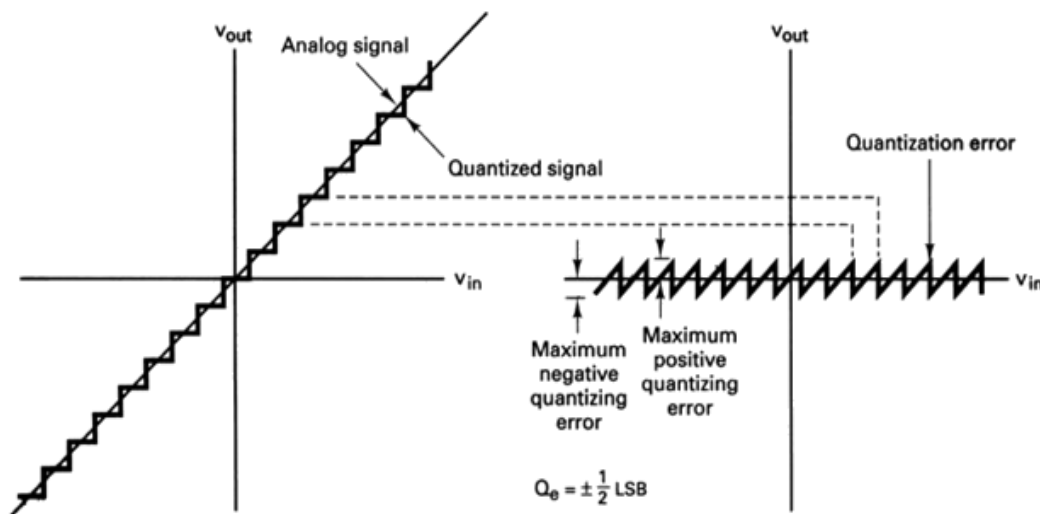 Vout
Analog signal
Quantized signal
Vin
Vout
Quantization error
Vin
Maximum
negative
quantizing
error
Maximum
positive
quantizing
error
Qe = ± 1/2 LSB